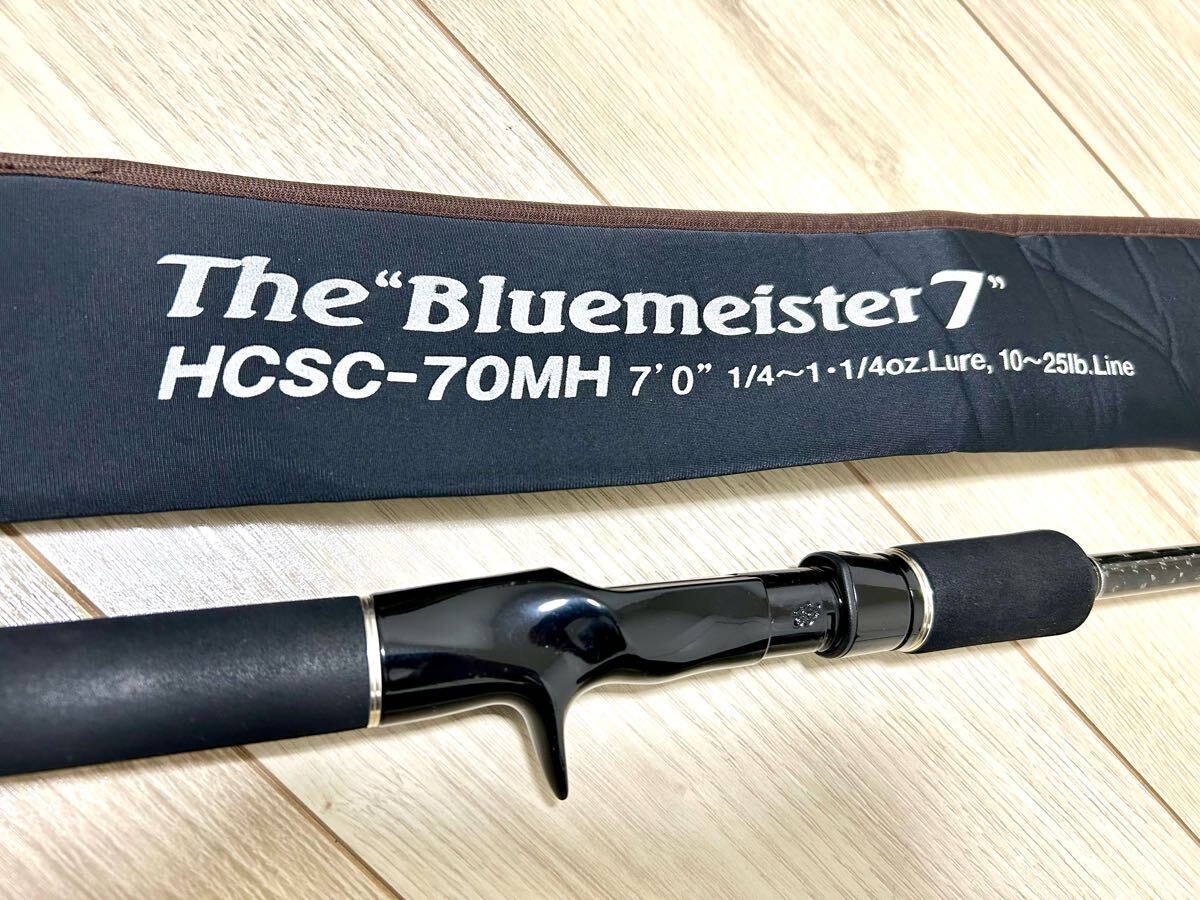 The “Bluemeister 7”
HCSC-70MH 7'0" 1/4〜1・1/4oz.Lure, 10〜25lb.Line